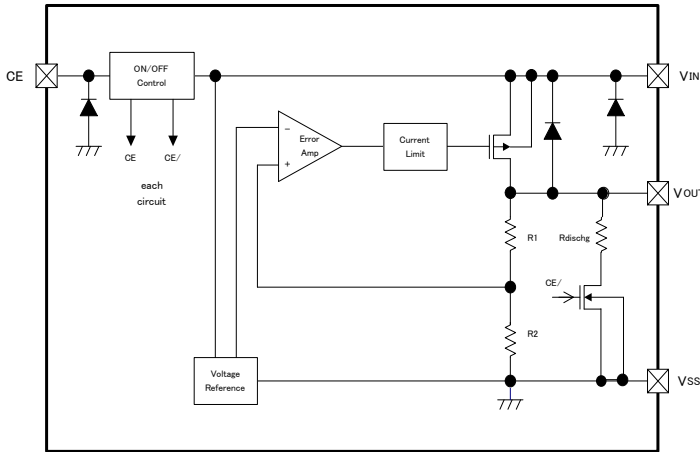 CE
ON/OFF
Control
VIN
CE
CE/
each
circuit
−
Error
Amp
+
Current
Limit
VOUT
R1
Rdischg
CE/
R2
Voltage
Reference
VSS